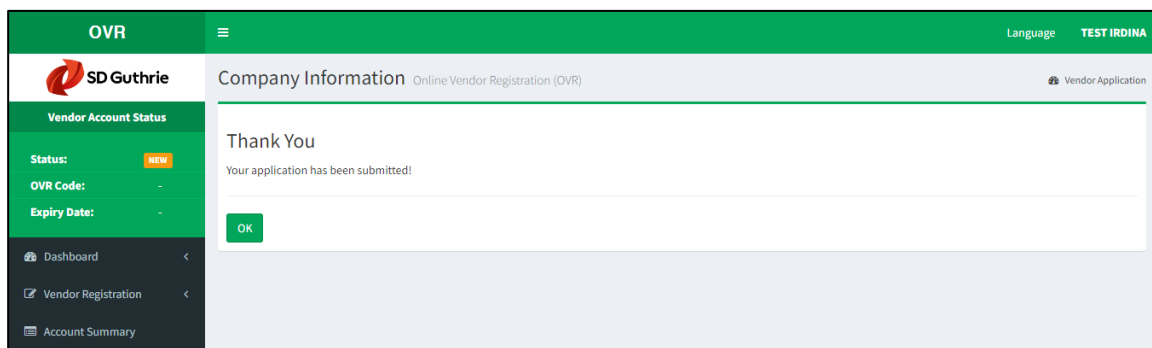 OVR
Language TEST IRDINA
SD Guthrie
Company Information Online Vendor Registration (OVR)
Vendor Application
Vendor Account Status
Status: NEW
OVR Code: -
Expiry Date: -
Thank You
Your application has been submitted!
OK
Dashboard
Vendor Registration
Account Summary